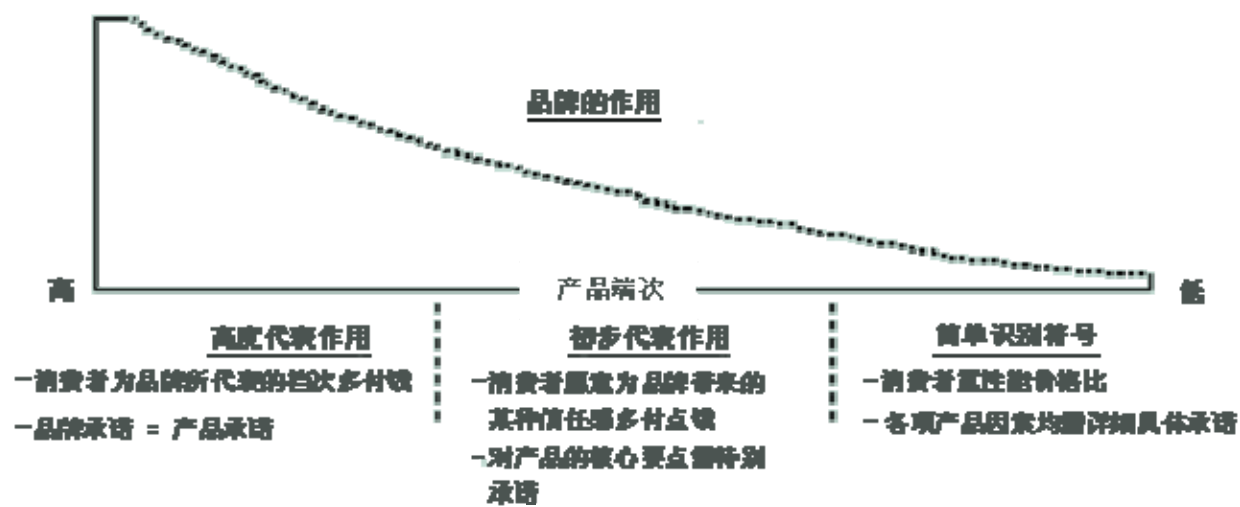 品牌的作用
高
产品端次
低
高度代表作用
初步代表作用
简单识别符号
-消费者为品牌所代表的档次多付钱
-品牌承诺 = 产品承诺
-消费者愿意为品牌带来的
某种信任感多付点钱
-对产品的核心要点需特别
承诺
-消费者重性能价格比
-各项产品因素均需详细具体承诺